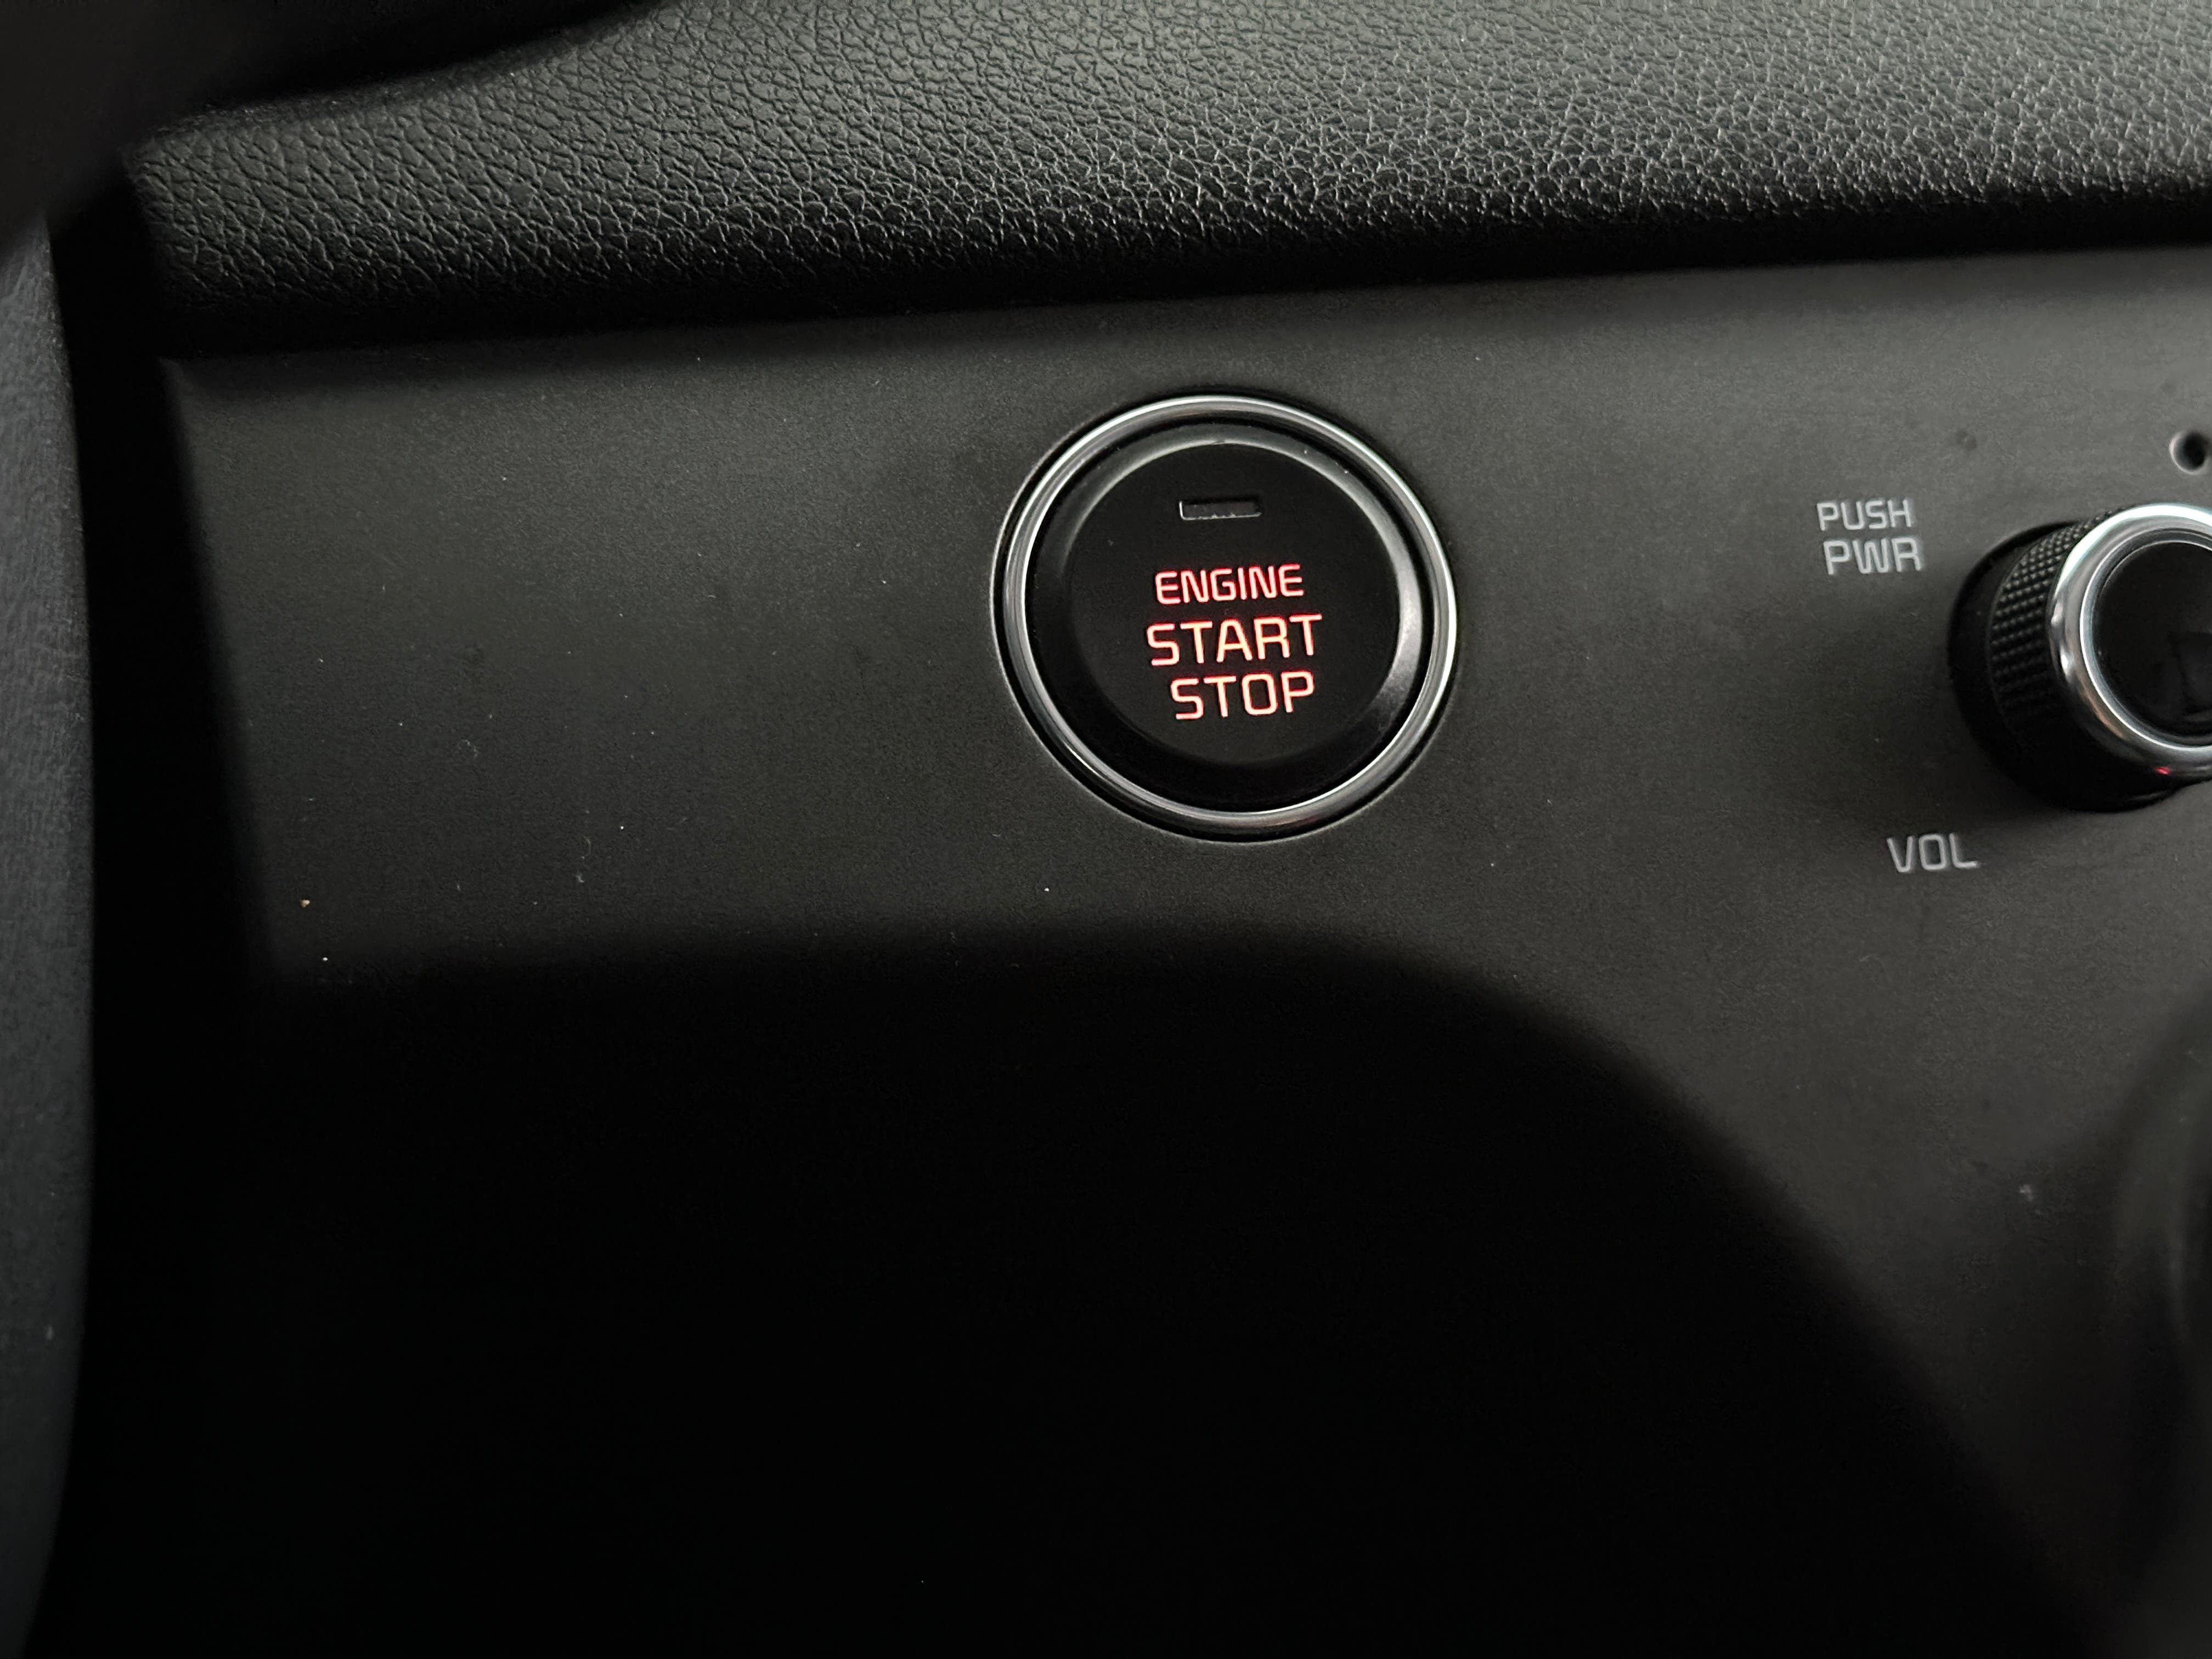 ENGINE
START
STOP
PUSH
PWR
VOL